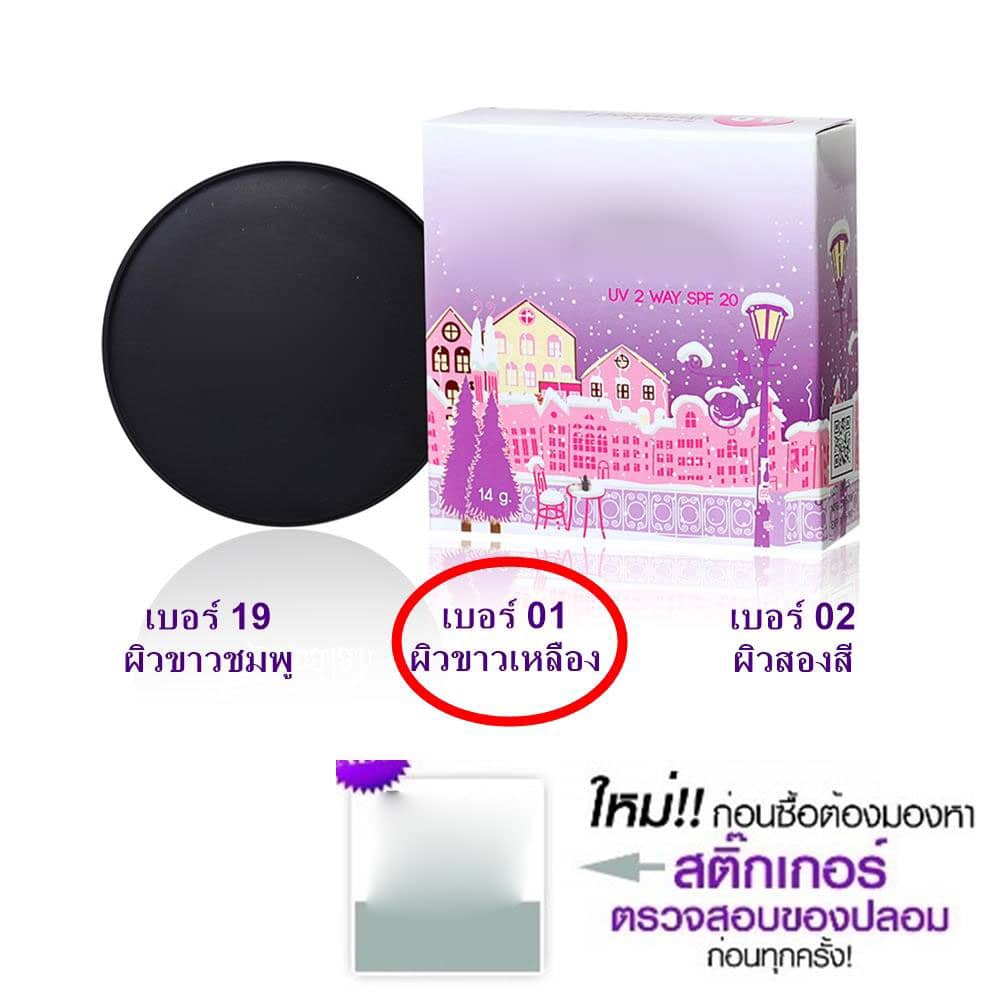 01
UV 2 WAY SPF 20
14 g.
เบอร์ 19
ผิวขาวชมพู
เบอร์ 01
ผิวขาวเหลือง
เบอร์ 02
ผิวสองสี
ใหม่!! ก่อนซื้อต้องมองหา
สติ๊กเกอร์
ตรวจสอบของปลอม
ก่อนทุกครั้ง!